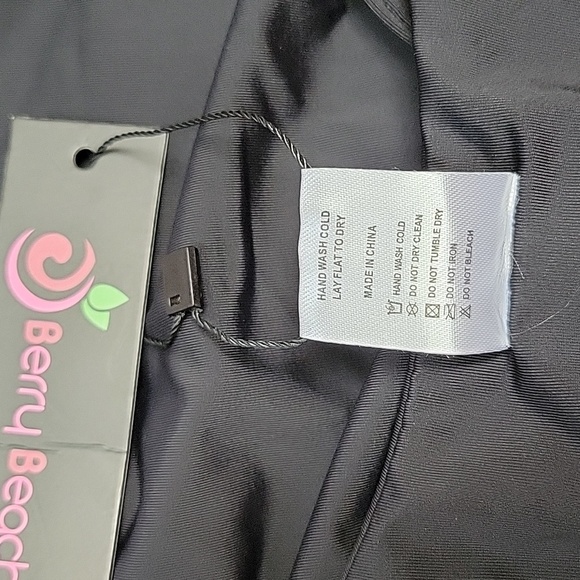 Berry Beach
HAND WASH COLD
LAY FLAT TO DRY
MADE IN CHINA
HAND WASH COLD
DO NOT DRY CLEAN
DO NOT TUMBLE DRY
DO NOT IRON
DO NOT BLEACH